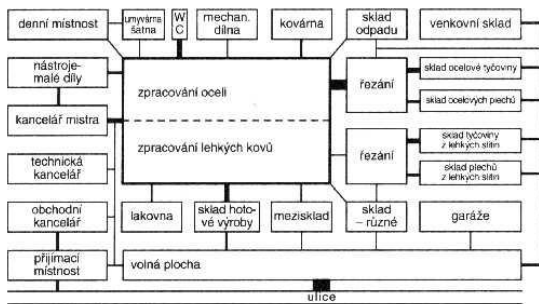 denní místnost
umývárna
šatna
WC
mechan.
dílna
kovárna
sklad
odpadu
venkovní sklad
nástroje-
malé díly
zpracování oceli
řezání
sklad ocelové tyčoviny
sklad ocelových plechů
kancelář mistra
zpracování lehkých kovů
řezání
sklad tyčoviny
z lehkých slitin
sklad plechů
z lehkých slitin
technická
kancelář
obchodní
kancelář
lakovna
sklad hoto-
vé výroby
mezisklad
sklad
– různé
garáže
přijímací
místnost
volná plocha
ulice